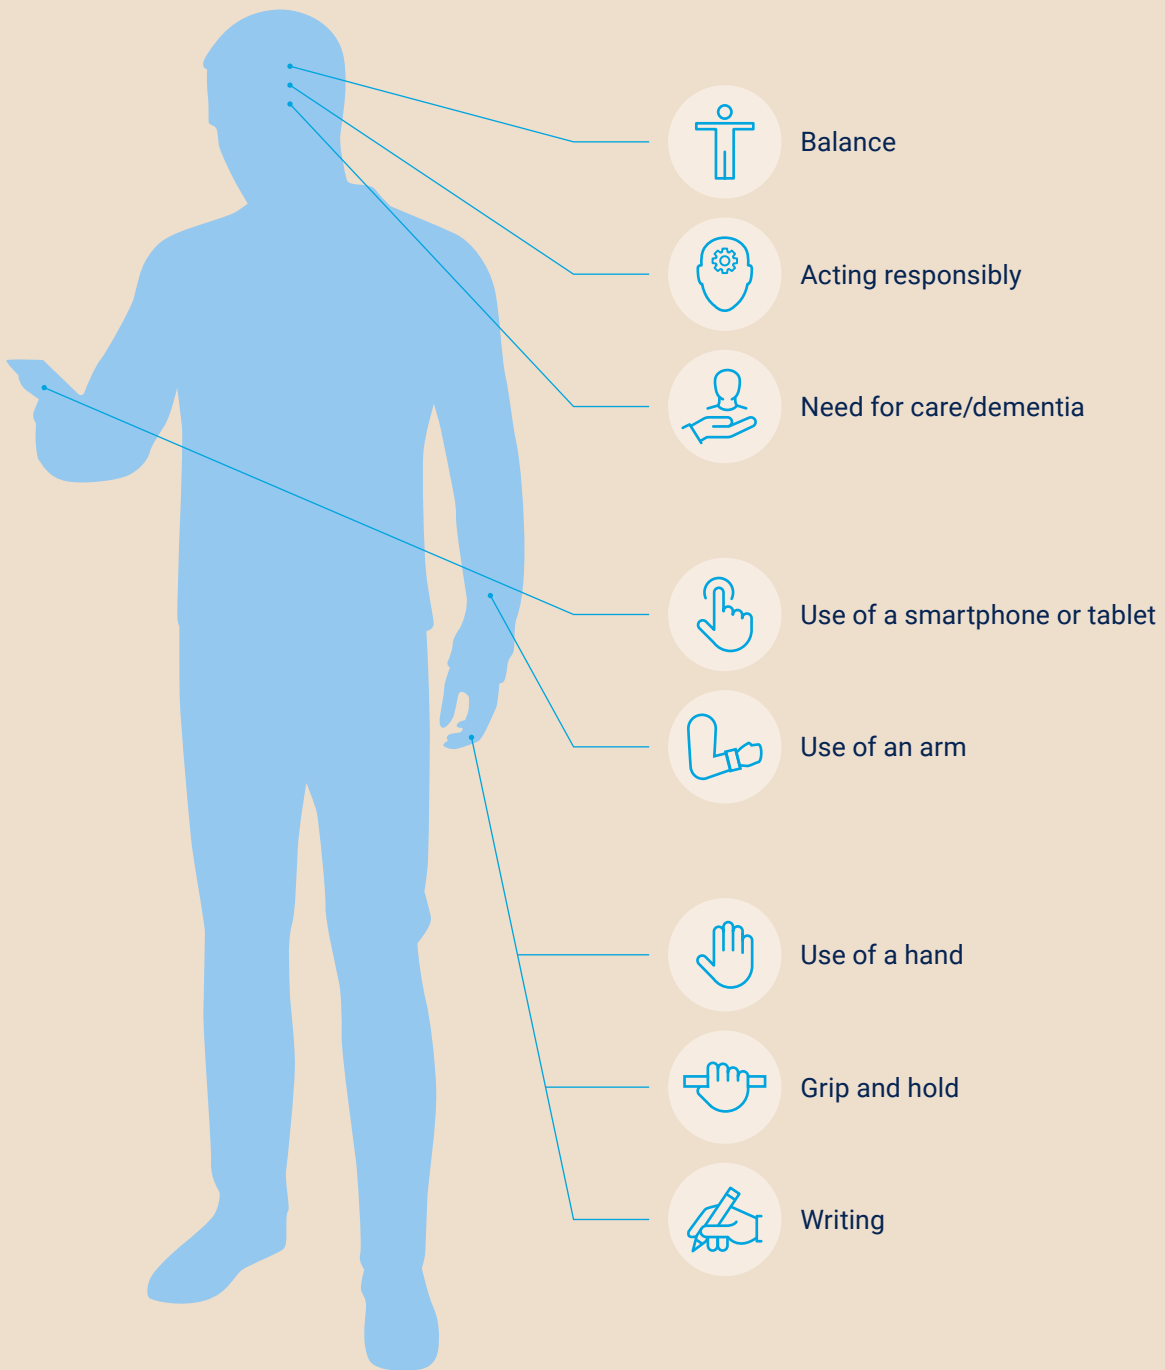 Balance
Acting responsibly
Need for care/dementia
Use of a smartphone or tablet
Use of an arm
Use of a hand
Grip and hold
Writing